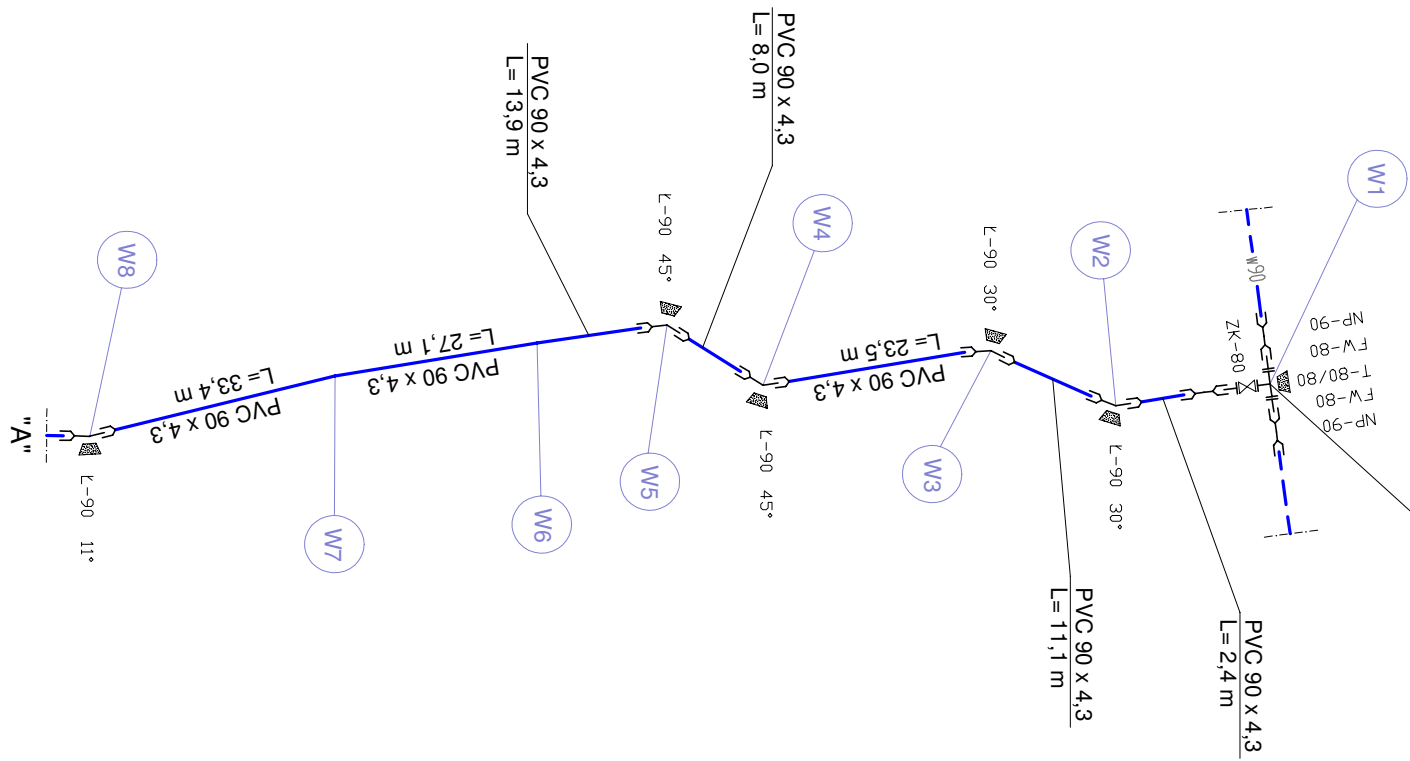 W1
NP-90
FW-80
T-80/80
FW-80
NP-90
ZK-80
w90
PVC 90 x 4,3
L= 2,4 m
W2
Ł-90 30°
PVC 90 x 4,3
L= 11,1 m
Ł-90 30°
W3
PVC 90 x 4,3
L= 23,5 m
W4
Ł-90 45°
PVC 90 x 4,3
L= 8,0 m
Ł-90 45°
W5
PVC 90 x 4,3
L= 13,9 m
W6
PVC 90 x 4,3
L= 27,1 m
W7
PVC 90 x 4,3
L= 33,4 m
W8
Ł-90 11°
"A"